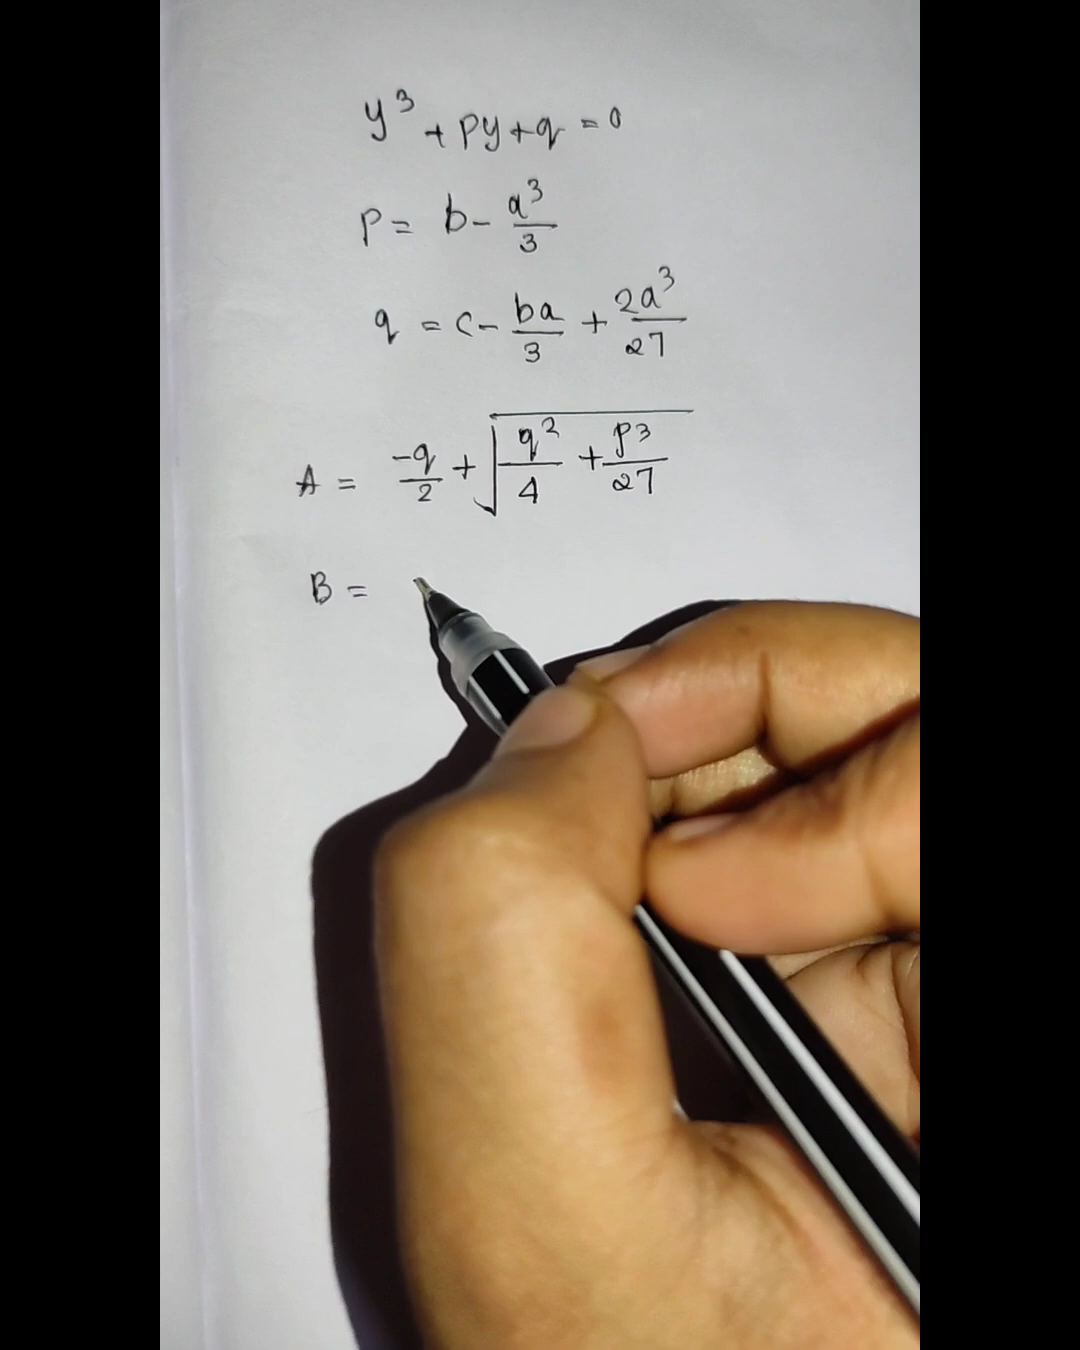 y³ + py + q = 0
p = b - a³/3
q = c - ba/3 + 2a³/27
A = -q/2 + √(q²/4 + p³/27)
B =